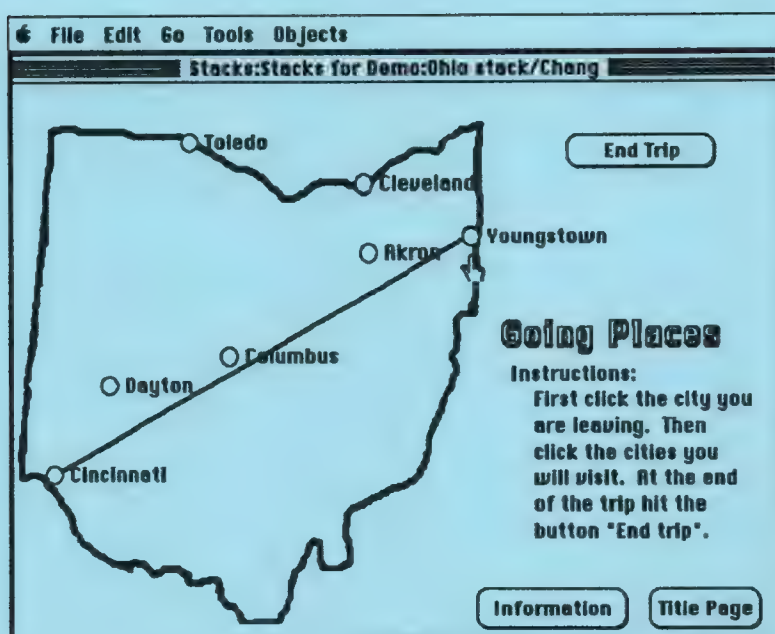 File Edit Go Tools Objects
Stacks:Stacks for Demo:Ohio stack/Chang
Toledo
End Trip
Cleveland
Youngstown
Akron
Going Places
Columbus
Instructions:
Dayton
First click the city you
are leaving. Then
click the cities you
Cincinnati
will visit. At the end
of the trip hit the
button "End trip".
Information
Title Page